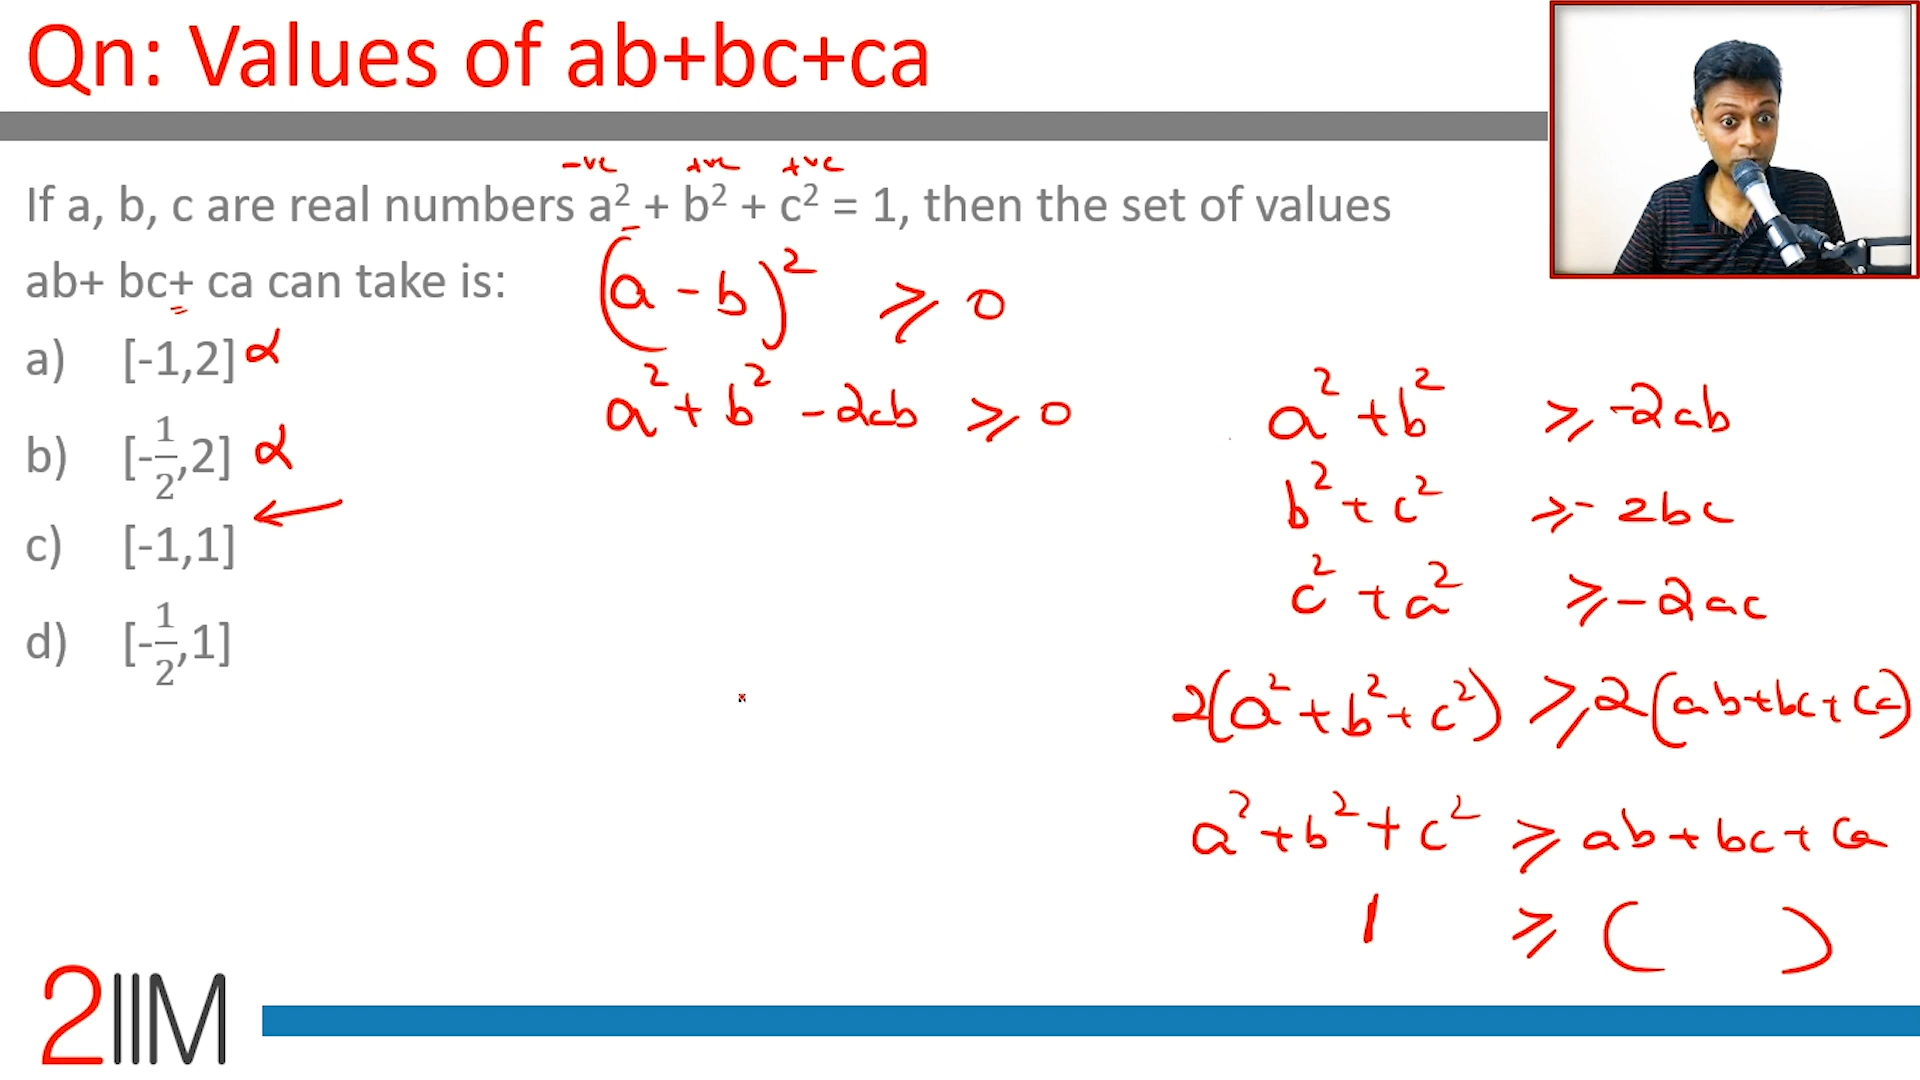 Qn: Values of ab+bc+ca
-ve +ve +ve
If a, b, c are real numbers a² + b² + c² = 1, then the set of values
ab+ bc+ ca can take is:
(a - b)² ≥ 0
a² + b² - 2ab ≥ 0
a) [-1,2] α
b) [-1/2,2] α
c) [-1,1]
d) [-1/2,1]
a² + b² ≥ -2ab
b² + c² ≥ - 2bc
c² + a² ≥ - 2ac
2(a² + b² + c²) ≥ 2(ab+bc+ca)
a² + b² + c² ≥ ab + bc + ca
1 ≥ ( )
2IIM